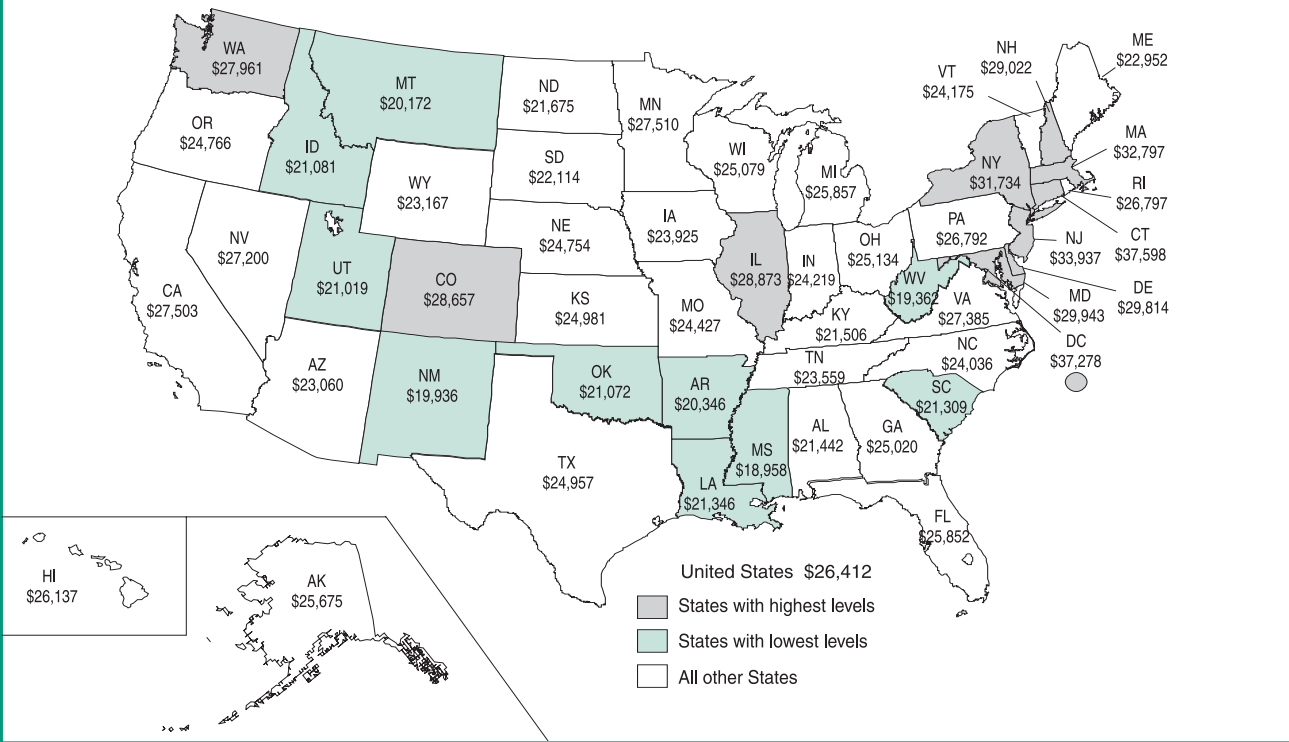 WA
$27,961
OR
$24,766
CA
$27,503
NV
$27,200
ID
$21,081
MT
$20,172
WY
$23,167
UT
$21,019
CO
$28,657
AZ
$23,060
NM
$19,936
ND
$21,675
SD
$22,114
NE
$24,754
KS
$24,981
OK
$21,072
TX
$24,957
MN
$27,510
IA
$23,925
MO
$24,427
AR
$20,346
LA
$21,346
WI
$25,079
IL
$28,873
MI
$25,857
IN
$24,219
OH
$25,134
KY
$21,506
TN
$23,559
MS
$18,958
AL
$21,442
GA
$25,020
FL
$25,852
SC
$21,309
NC
$24,036
VA
$27,385
WV
$19,362
PA
$26,792
NY
$31,734
VT
$24,175
NH
$29,022
ME
$22,952
MA
$32,797
RI
$26,797
CT
$37,598
NJ
$33,937
DE
$29,814
MD
$29,943
DC
$37,278
HI
$26,137
AK
$25,675
United States $26,412
States with highest levels
States with lowest levels
All other States